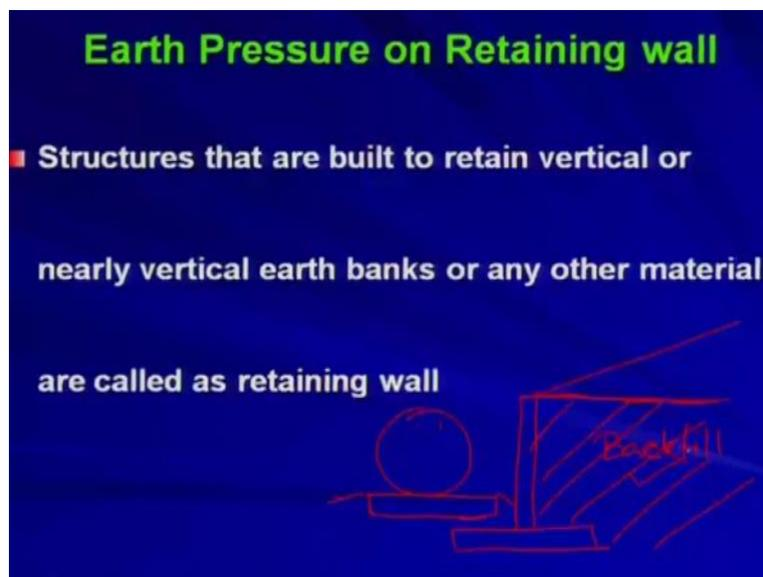 Earth Pressure on Retaining wall
Structures that are built to retain vertical or
nearly vertical earth banks or any other material
are called as retaining wall
Backfill